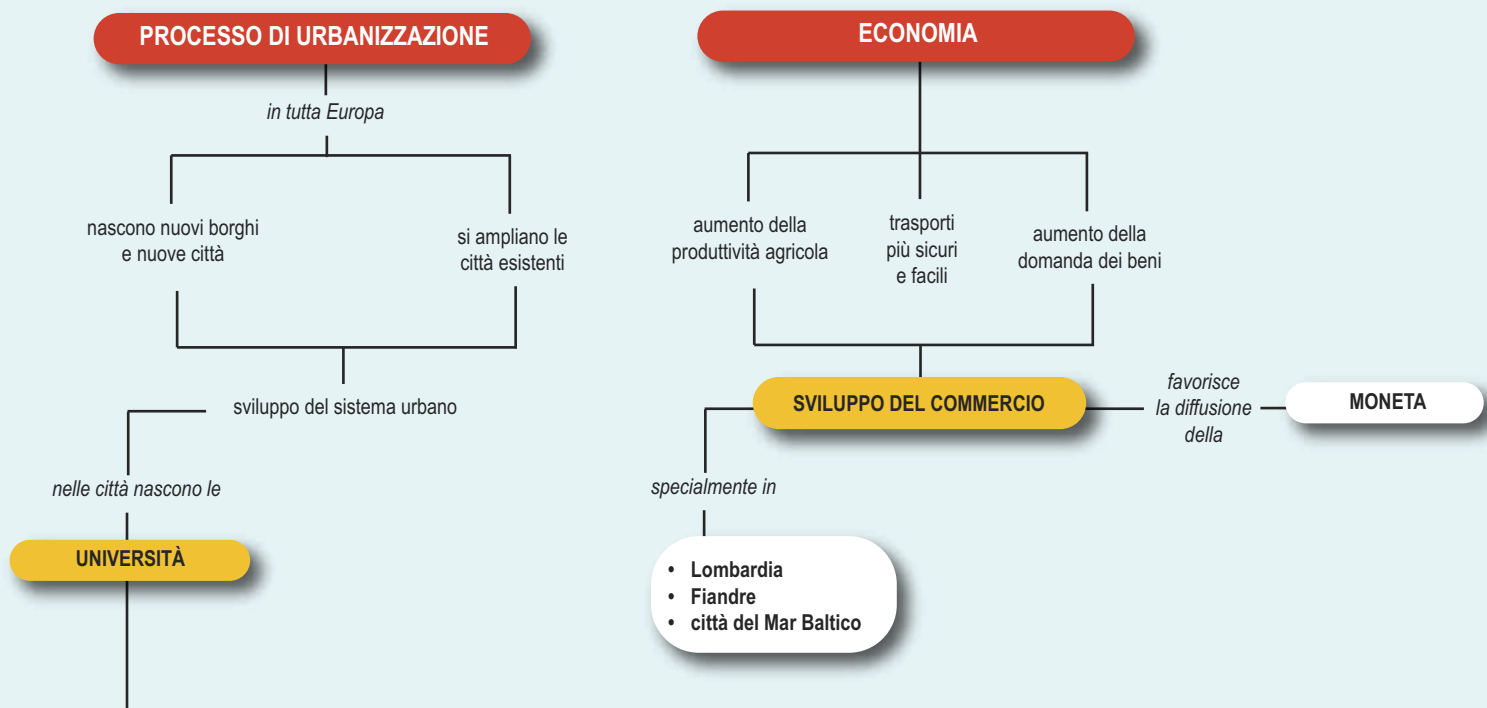 PROCESSO DI URBANIZZAZIONE
in tutta Europa
nascono nuovi borghi
e nuove città
si ampliano le
città esistenti
sviluppo del sistema urbano
nelle città nascono le
UNIVERSITÀ
ECONOMIA
aumento della
produttività agricola
trasporti
più sicuri
e facili
aumento della
domanda dei beni
SVILUPPO DEL COMMERCIO
favorisce
la diffusione
della
MONETA
specialmente in
• Lombardia
• Fiandre
• città del Mar Baltico